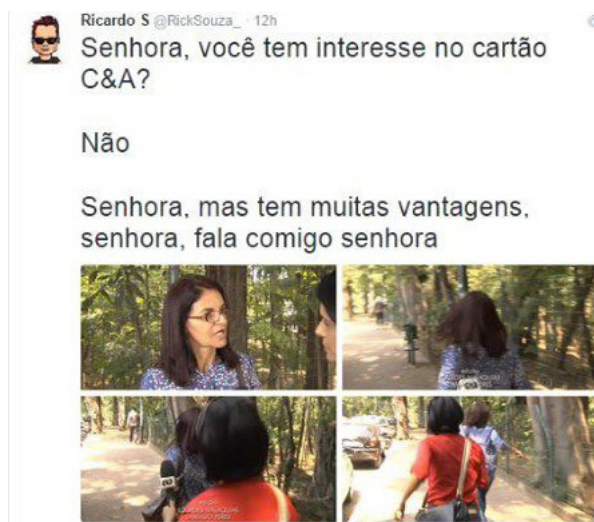 Ricardo S @RickSouza_ · 12h
Senhora, você tem interesse no cartão
C&A?
Não
Senhora, mas tem muitas vantagens,
senhora, fala comigo senhora